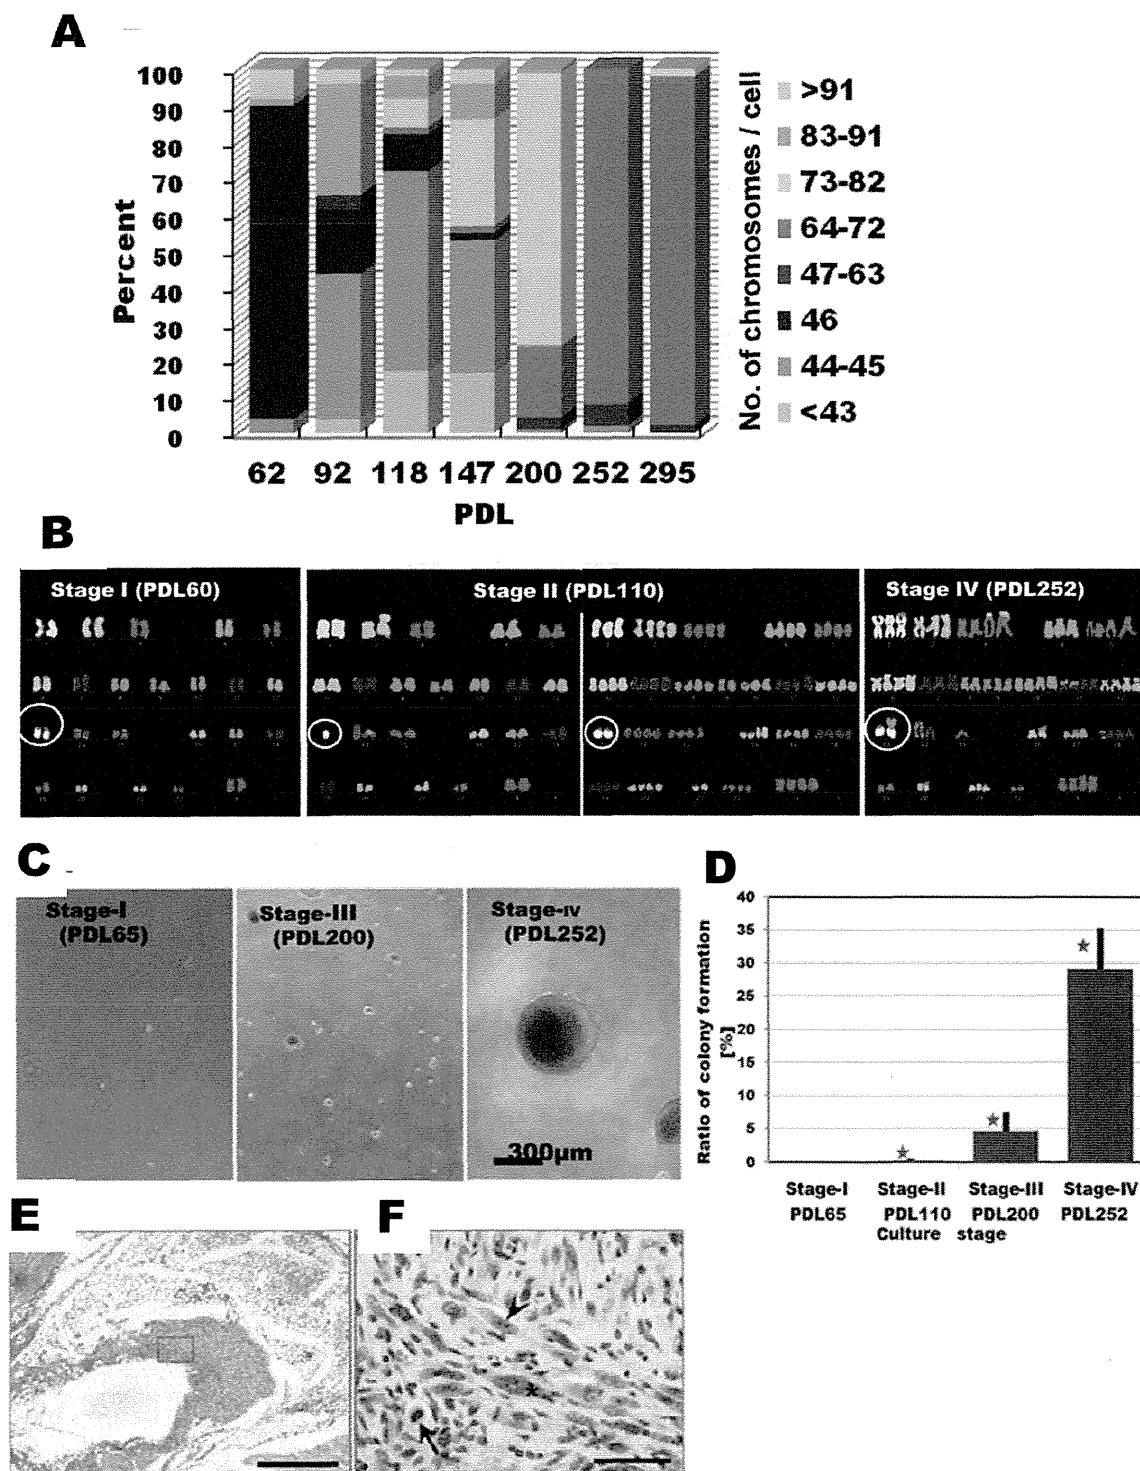 A
Percent
100
90
80
70
60
50
40
30
20
10
0
62 92 118 147 200 252 295
PDL
No. of chromosomes / cell
>91
83-91
73-82
64-72
47-63
46
44-45
<43
B
Stage I (PDL60)
Stage II (PDL110)
Stage IV (PDL252)
C
Stage-I
(PDL65)
Stage-III
(PDL200)
Stage-IV
(PDL252)
300µm
D
Ratio of colony formation
[%]
40
35
30
25
20
15
10
5
0
Stage-I Stage-II Stage-III Stage-IV
PDL65 PDL110 PDL200 PDL252
Culture stage
E
F
*